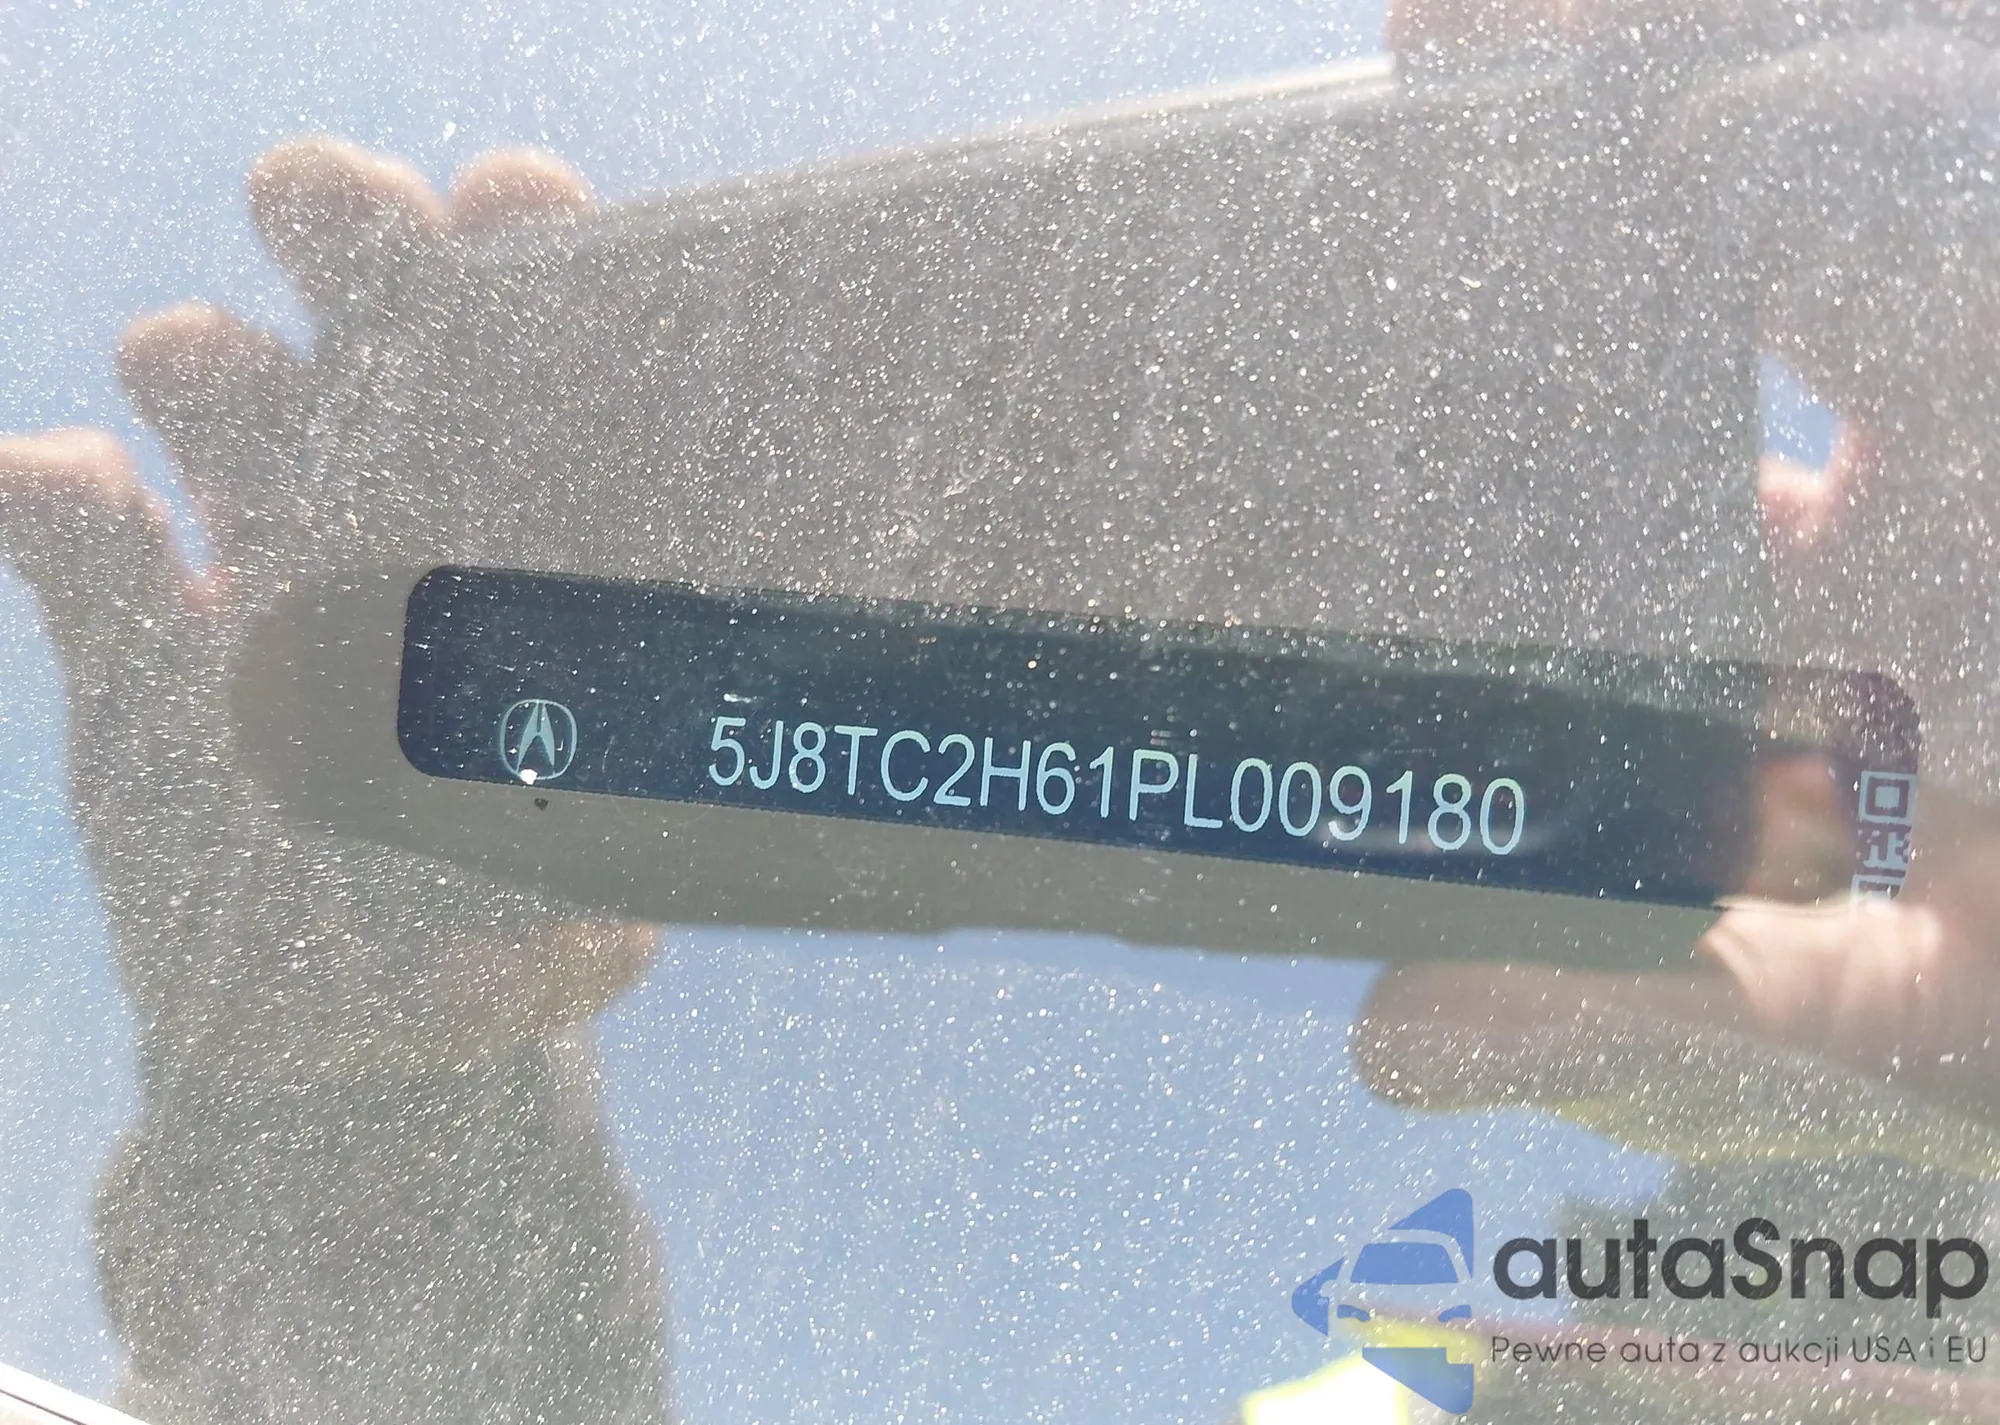 5J8TC2H61PL009180
autaSnap
Pewne auta z aukcji USA i EU